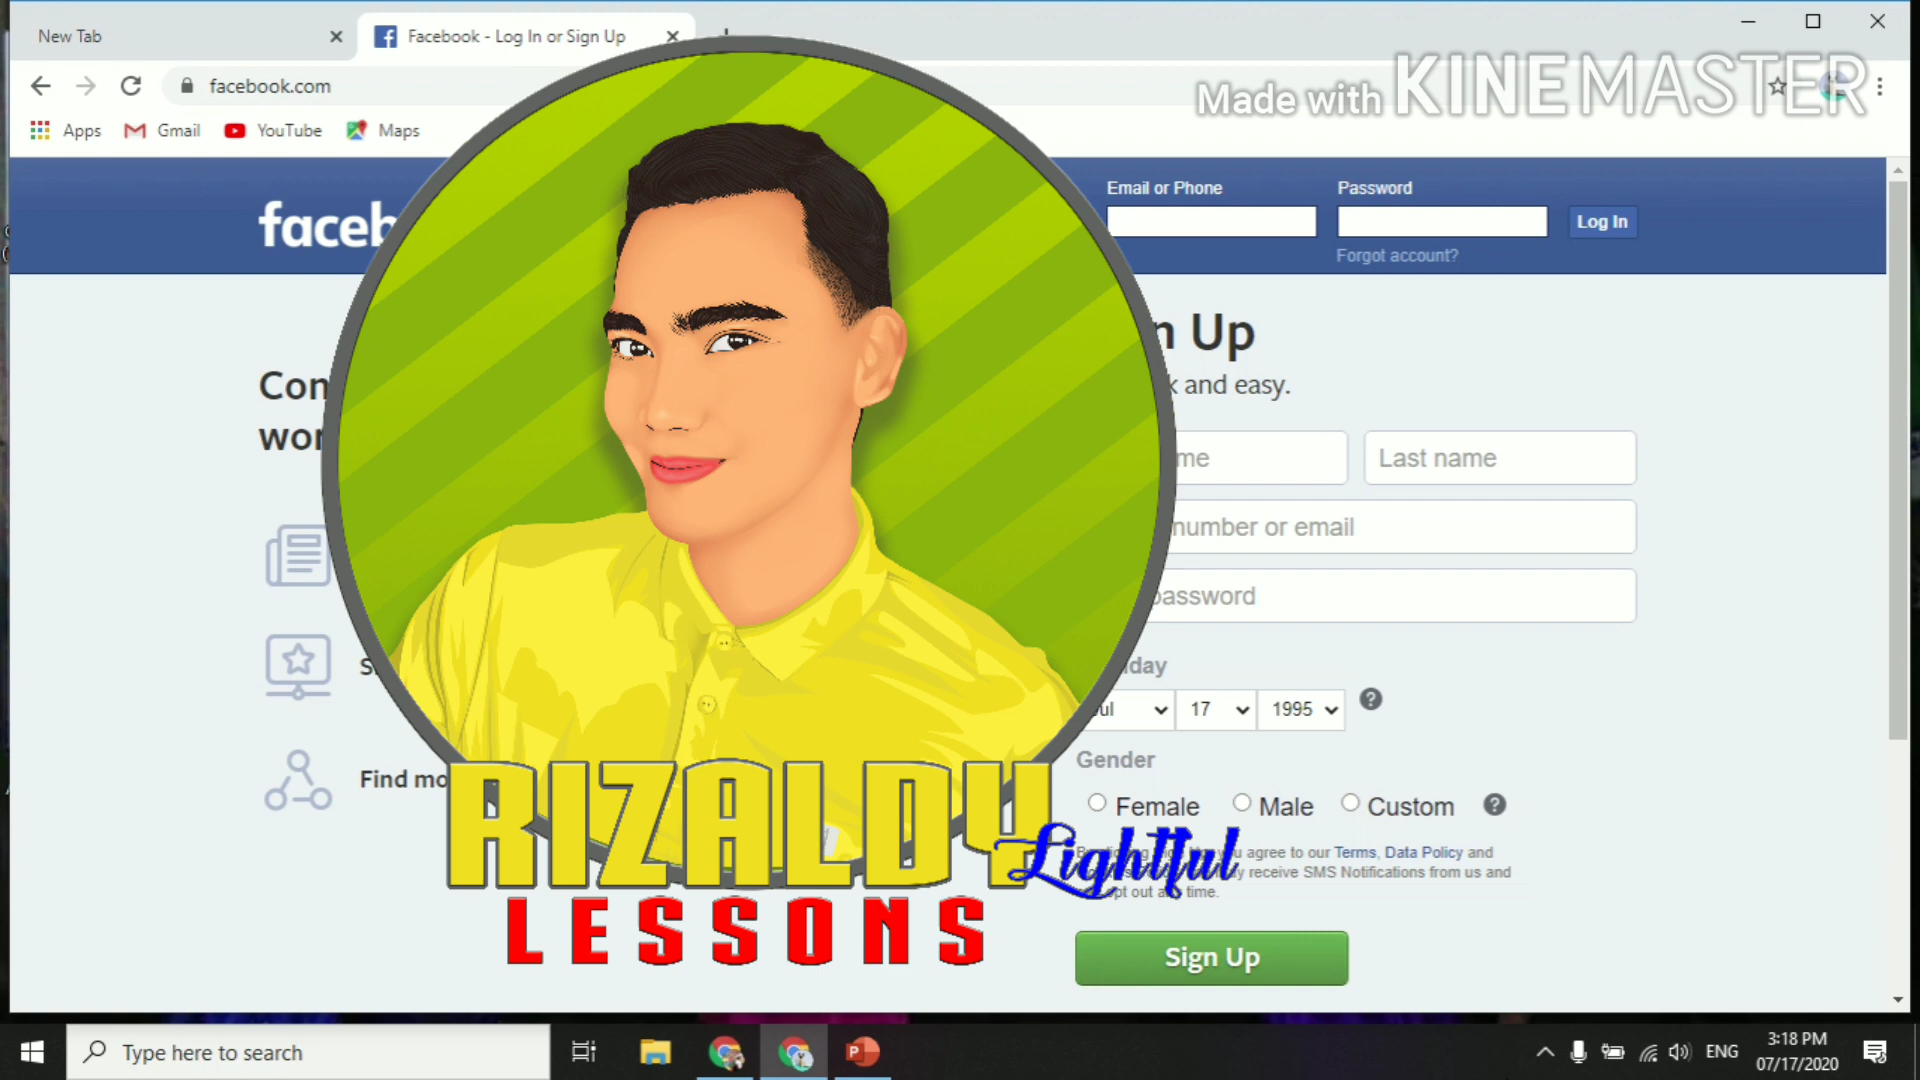 New Tab
Facebook - Log In or Sign Up
Made with KINEMASTER
facebook.com
Apps Gmail YouTube Maps
Email or Phone Password
faceb
Log In
Forgot account?
n Up
k and easy.
Con
wor
me Last name
number or email
password
day
Jul 17 1995
Gender
Find mo
Female Male Custom
RIZALDY
Lightful
agree to our Terms, Data Policy and
receive SMS Notifications from us and
opt out any time.
LESSONS
Sign Up
Type here to search
ENG
3:18 PM
07/17/2020